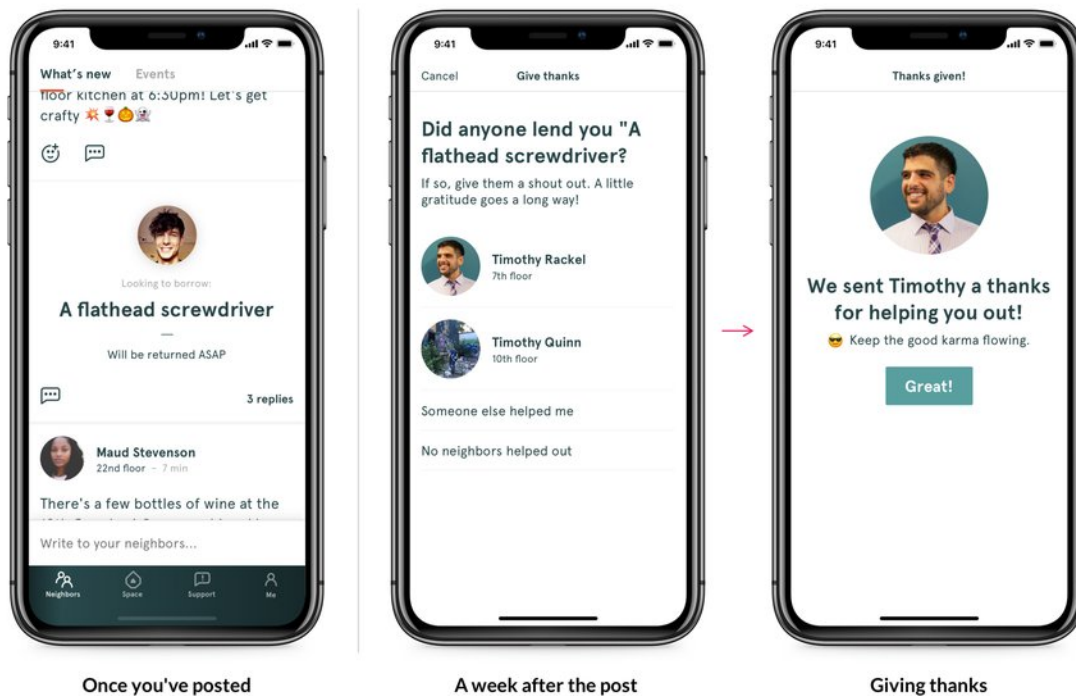 9:41
What's new Events
floor kitchen at 6:30pm! Let's get
crafty 💥🍷🎃👻
Looking to borrow:
A flathead screwdriver
—
Will be returned ASAP
3 replies
Maud Stevenson
22nd floor - 7 min
There's a few bottles of wine at the
Write to your neighbors...
Neighbors Space Support Me
Once you've posted
9:41
Cancel Give thanks
Did anyone lend you "A
flathead screwdriver?
If so, give them a shout out. A little
gratitude goes a long way!
Timothy Rackel
7th floor
Timothy Quinn
10th floor
Someone else helped me
No neighbors helped out
A week after the post
→
9:41
Thanks given!
We sent Timothy a thanks
for helping you out!
😎 Keep the good karma flowing.
Great!
Giving thanks